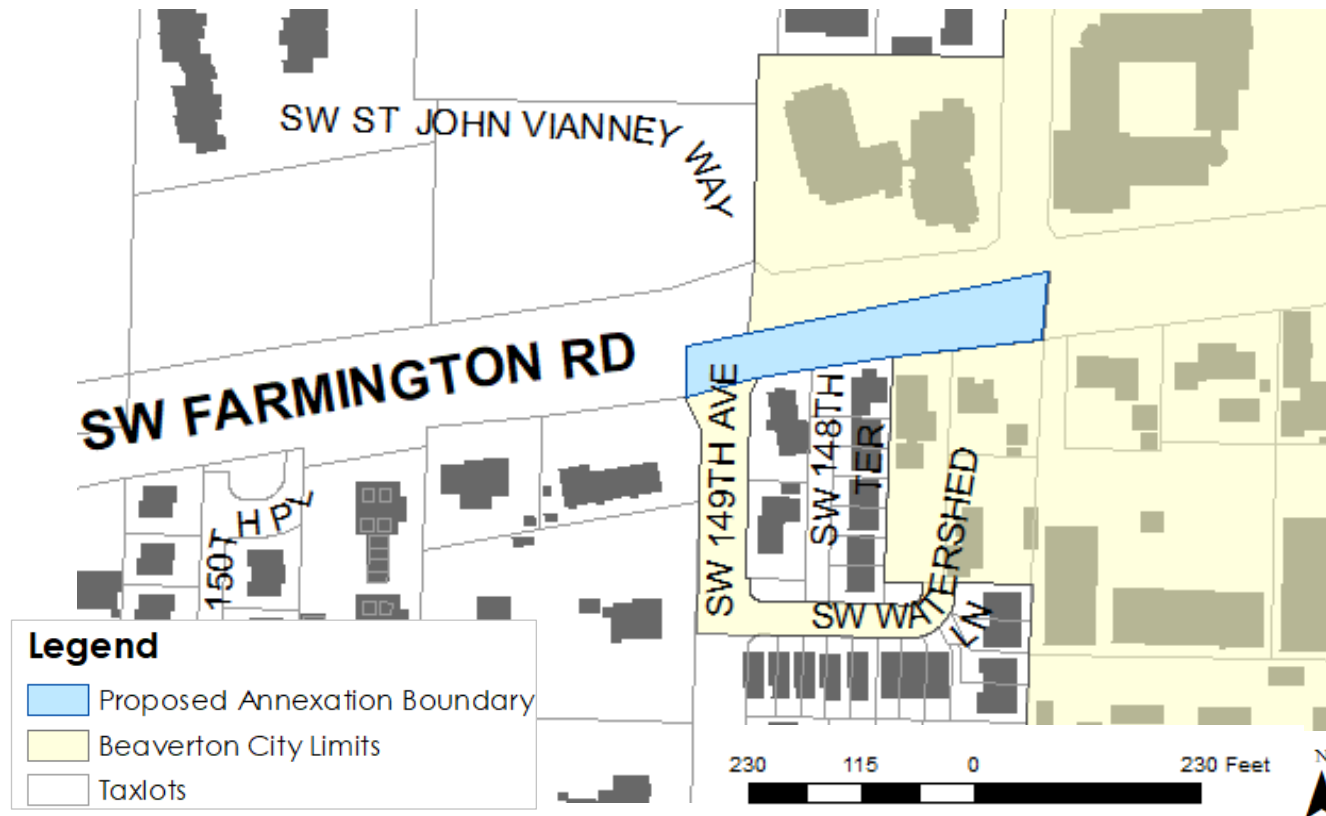 SW ST JOHN VIANNEY WAY
SW FARMINGTON RD
SW 149TH AVE
SW 148TH TER
150TH PL
SW WATERSHED LN
Legend
Proposed Annexation Boundary
Beaverton City Limits
Taxlots
230 115 0 230 Feet
N